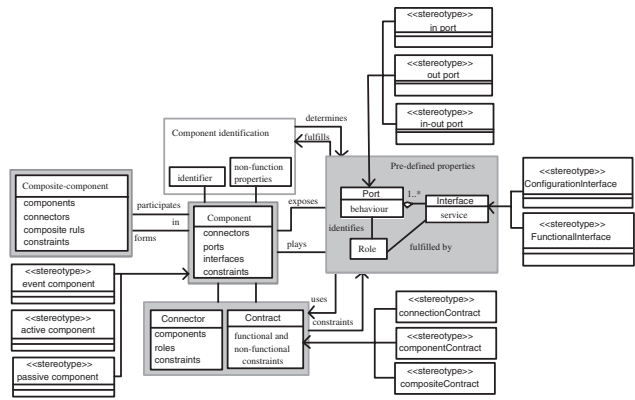 <<stereotype>>
in port
<<stereotype>>
out port
<<stereotype>>
in-out port
determines
fulfills
Component identification
identifier
non-function
properties
Pre-defined properties
Port
behaviour
1..*
Interface
service
identifies
Role
fulfilled by
<<stereotype>>
ConfigurationInterface
<<stereotype>>
FunctionalInterface
Composite-component
components
connectors
composite ruls
constraints
participates
in
forms
Component
connectors
ports
interfaces
constraints
exposes
plays
<<stereotype>>
event component
<<stereotype>>
active component
<<stereotype>>
passive component
Connector
components
roles
constraints
Contract
functional and
non-functional
constraints
uses
constraints
<<stereotype>>
connectionContract
<<stereotype>>
componentContract
<<stereotype>>
compositeContract